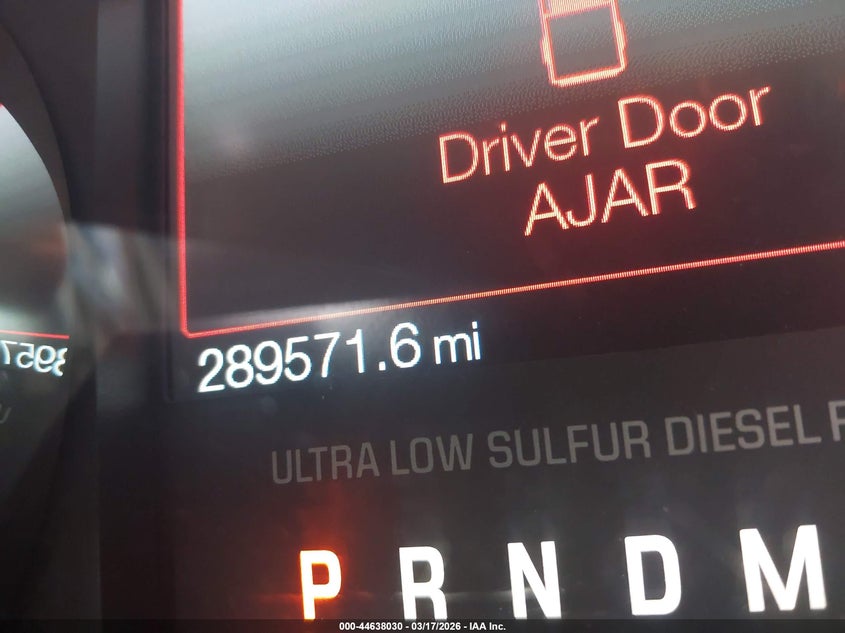 Driver Door
AJAR
289571.6 mi
ULTRA LOW SULFUR DIESEL
P R N D M
000-44638030 - 03/17/2026 - IAA Inc.